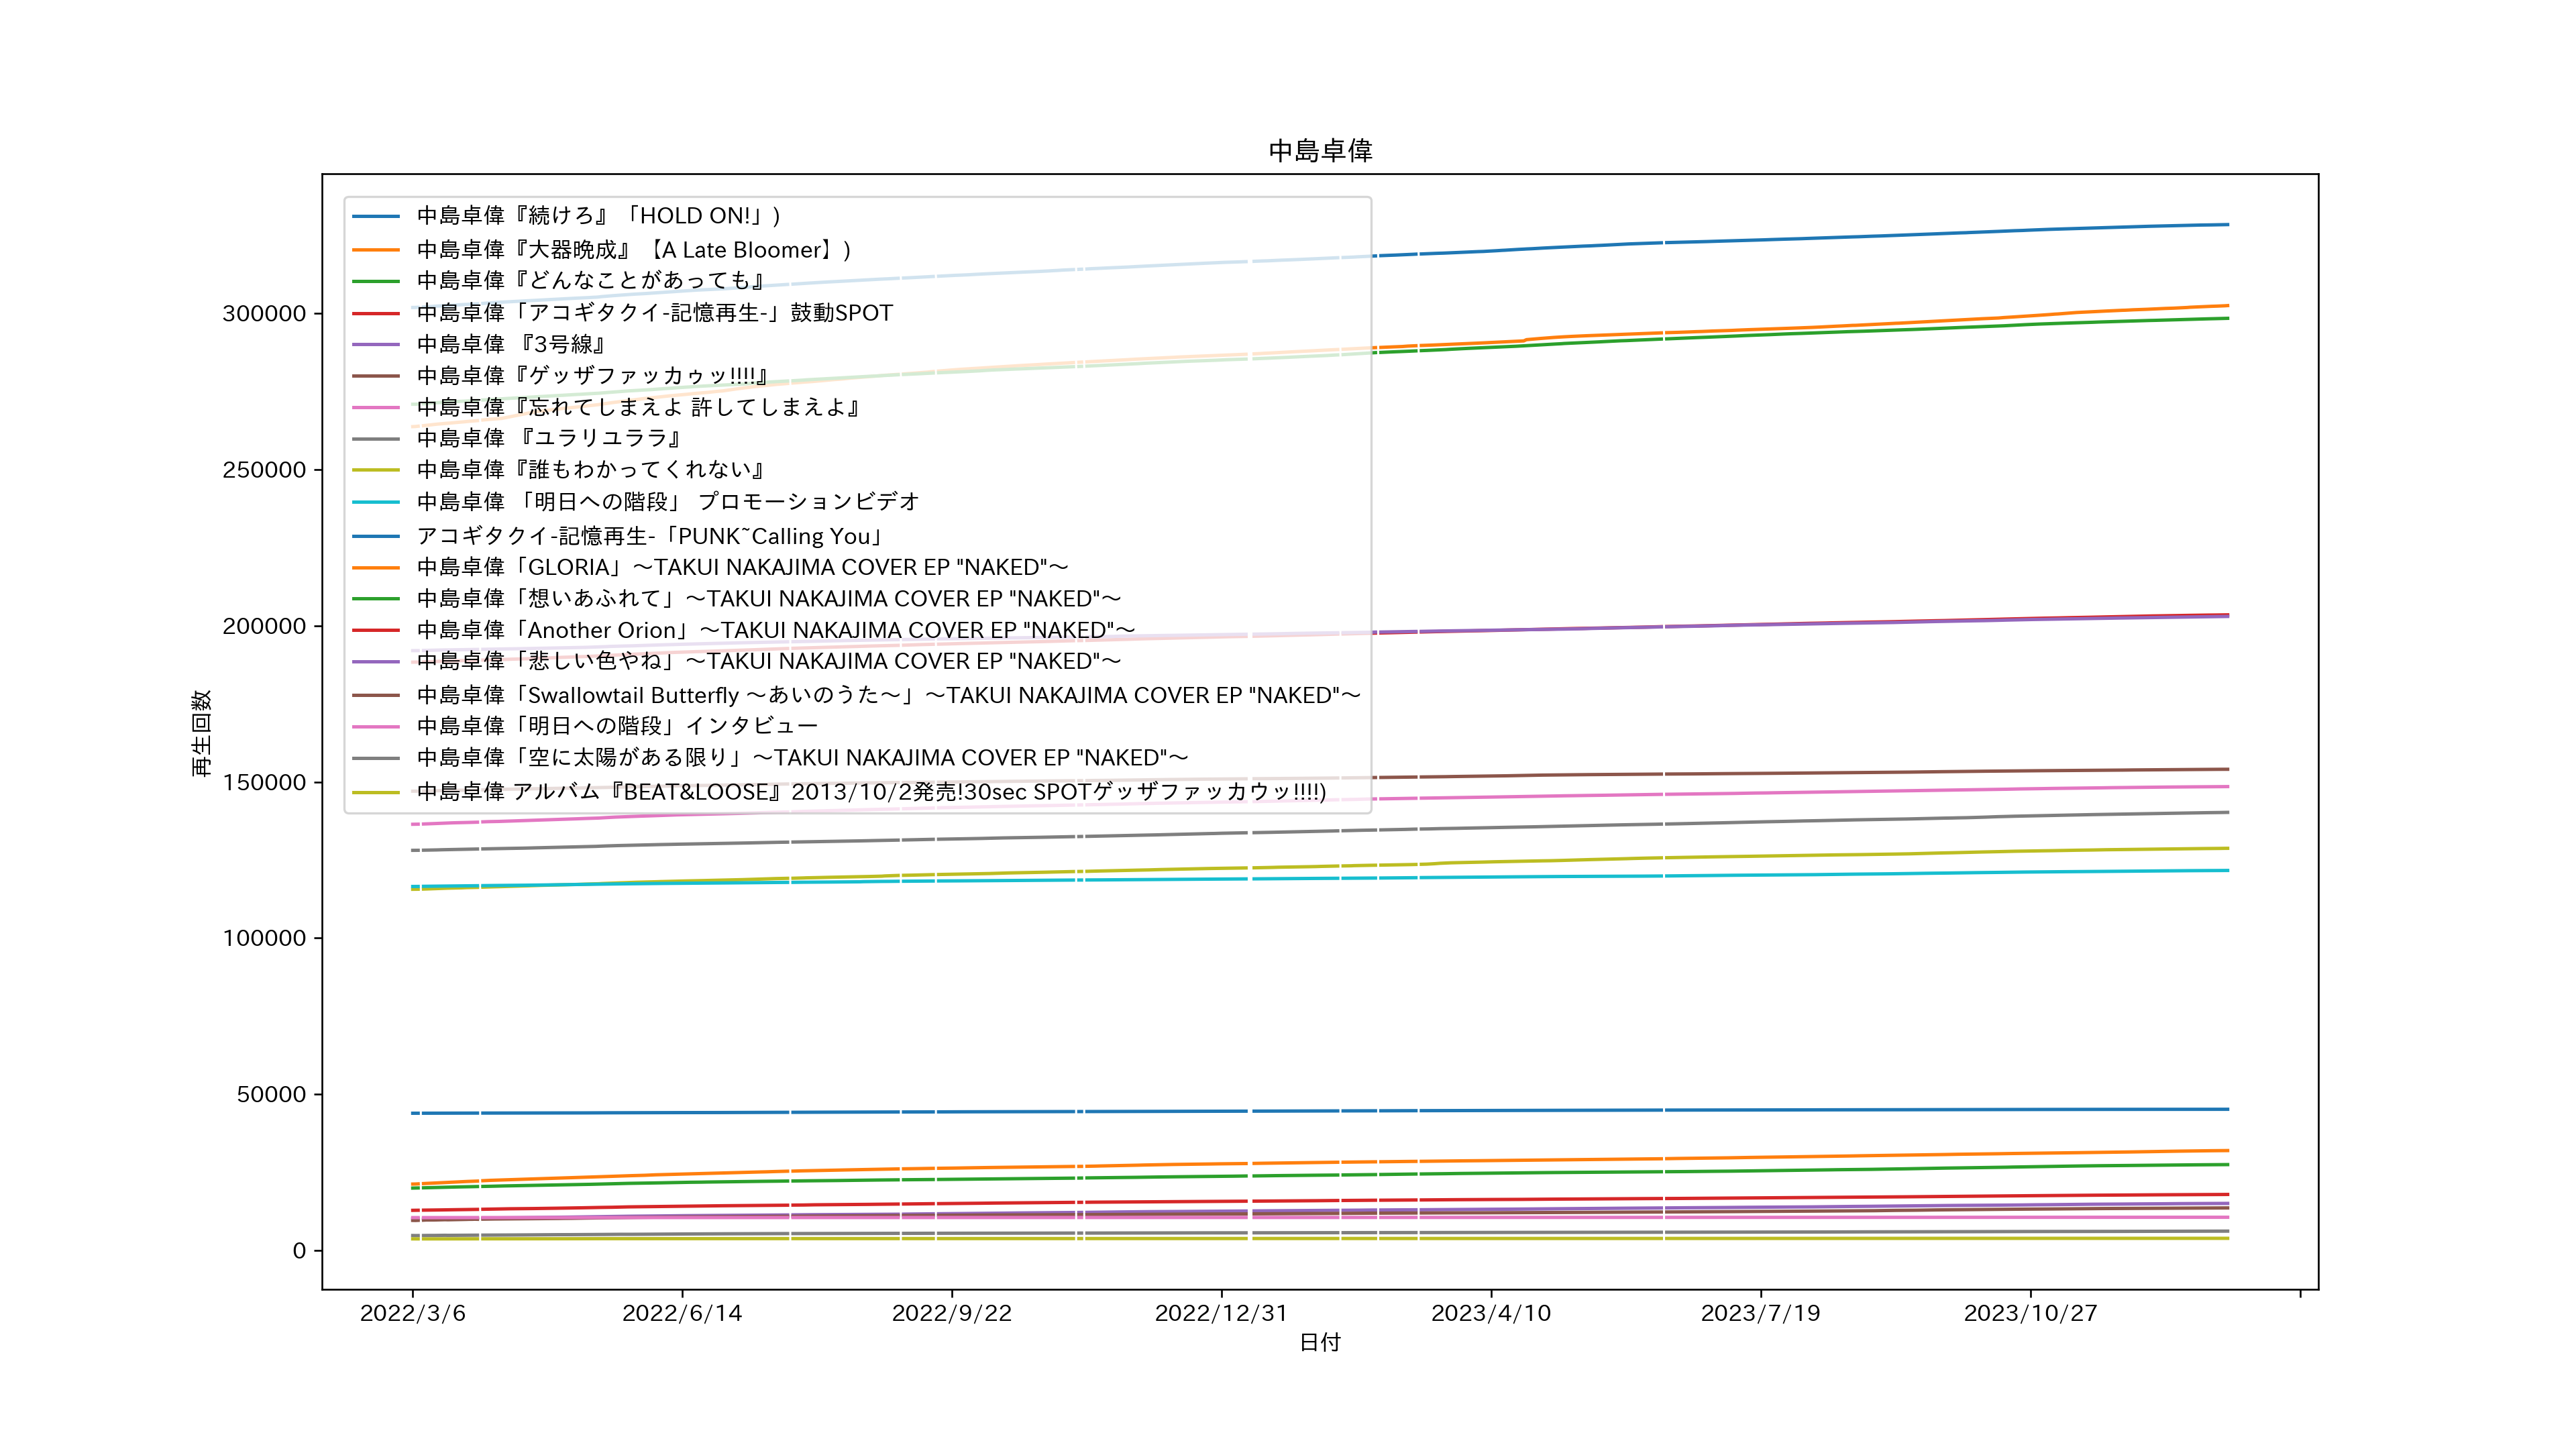 中島卓偉
中島卓偉『続けろ』「HOLD ON!」)
中島卓偉『大器晩成』【A Late Bloomer】)
中島卓偉『どんなことがあっても』
中島卓偉「アコギタクイ-記憶再生-」鼓動SPOT
中島卓偉 『3号線』
中島卓偉『ゲッザファッカゥッ!!!!』
中島卓偉『忘れてしまえよ 許してしまえよ』
中島卓偉 『ユラリユララ』
中島卓偉『誰もわかってくれない』
中島卓偉 「明日への階段」 プロモーションビデオ
アコギタクイ-記憶再生-「PUNK~Calling You」
中島卓偉「GLORIA」～TAKUI NAKAJIMA COVER EP "NAKED"～
中島卓偉「想いあふれて」～TAKUI NAKAJIMA COVER EP "NAKED"～
中島卓偉「Another Orion」～TAKUI NAKAJIMA COVER EP "NAKED"～
中島卓偉「悲しい色やね」～TAKUI NAKAJIMA COVER EP "NAKED"～
中島卓偉「Swallowtail Butterfly ～あいのうた～」～TAKUI NAKAJIMA COVER EP "NAKED"～
中島卓偉「明日への階段」インタビュー
中島卓偉「空に太陽がある限り」～TAKUI NAKAJIMA COVER EP "NAKED"～
中島卓偉 アルバム『BEAT&LOOSE』2013/10/2発売!30sec SPOTゲッザファッカウッ!!!!)
再生回数
300000
250000
200000
150000
100000
50000
0
2022/3/6 2022/6/14 2022/9/22 2022/12/31 2023/4/10 2023/7/19 2023/10/27
日付